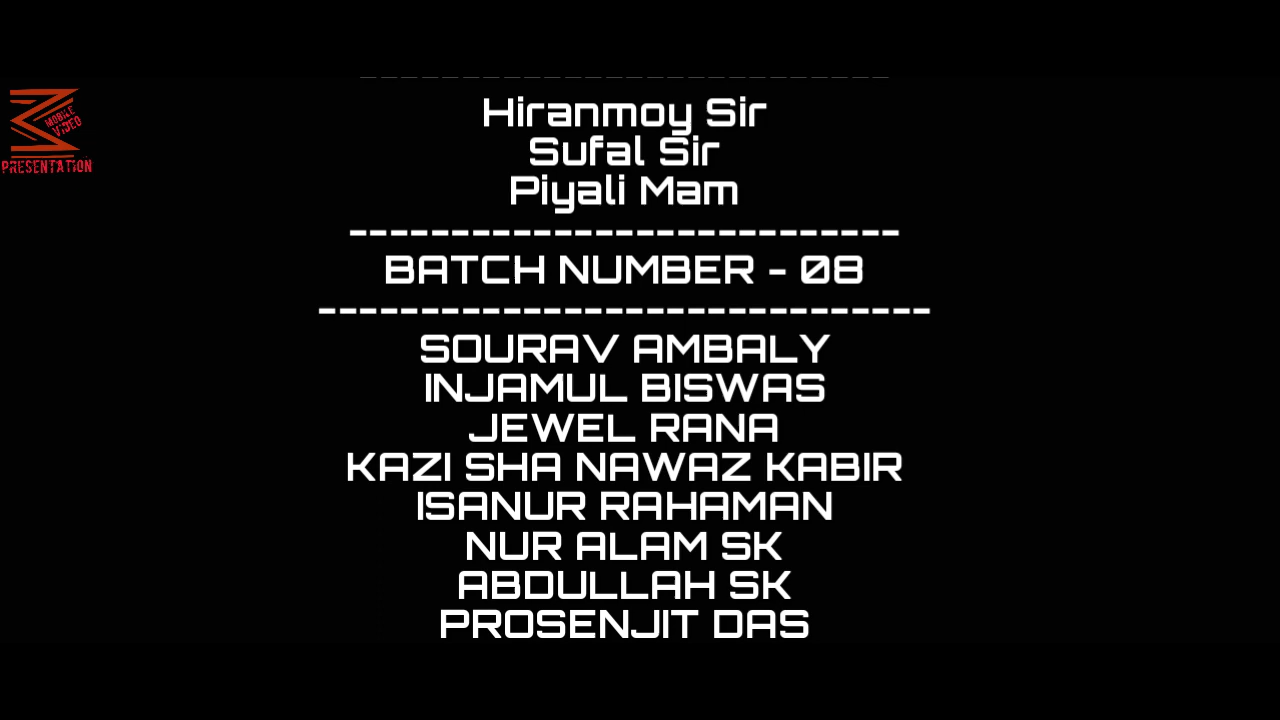 MOBILE
VIDEO
PRESENTATION
--------------------------
Hiranmoy Sir
Sufal Sir
Piyali Mam
---------------------------
BATCH NUMBER - 08
------------------------------
SOURAV AMBALY
INJAMUL BISWAS
JEWEL RANA
KAZI SHA NAWAZ KABIR
ISANUR RAHAMAN
NUR ALAM SK
ABDULLAH SK
PROSENJIT DAS